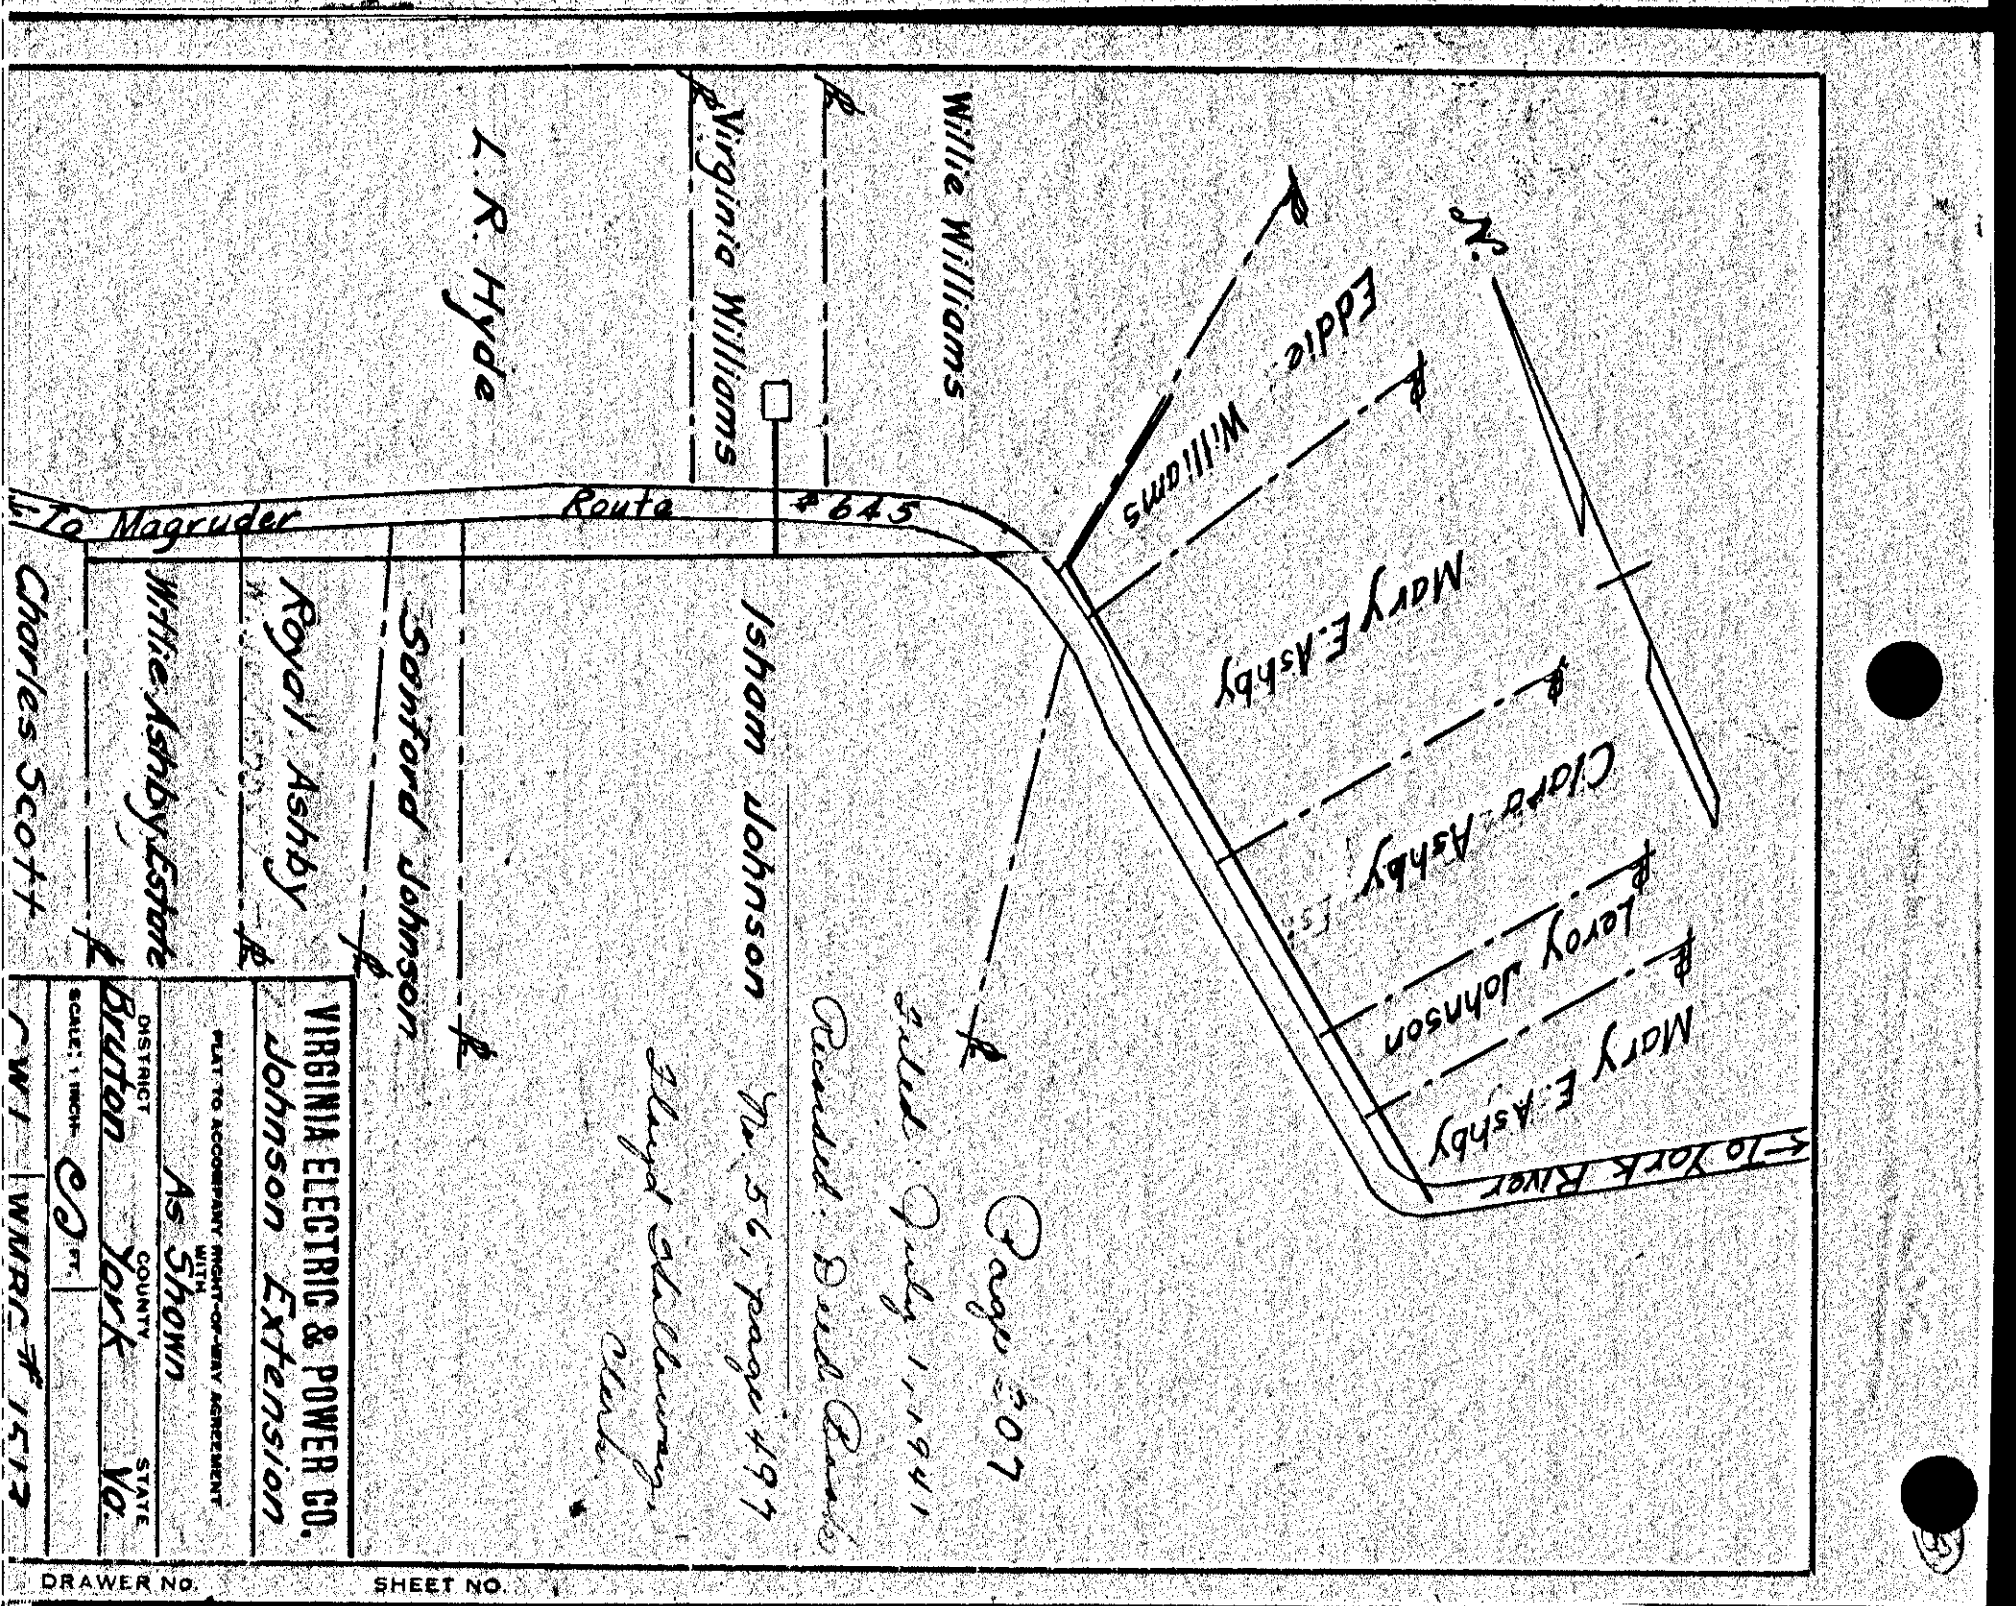 Willie Williams
Virginia Williams
L.R. Hyde
N.
Eddie Williams
Mary E. Ashby
Clara Ashby
Leroy Johnson
Mary E. Ashby
← To York River
To Magruder
Route # 645
Charles Scott
Willie Ashby Estate
Royal Ashby
Sanford Johnson
Isham Johnson
Page 207
Filed: July 1, 1941
Recorded: Deed Book
No. 56, page 497
Floyd Holloway,
Clerk
VIRGINIA ELECTRIC & POWER CO.
Johnson Extension
PLAT TO ACCOMPANY RIGHT-OF-WAY AGREEMENT
WITH
As Shown
DISTRICT COUNTY STATE
Bruton York Va.
SCALE: 1 INCH= FT.
DRAWER NO.
SHEET NO.